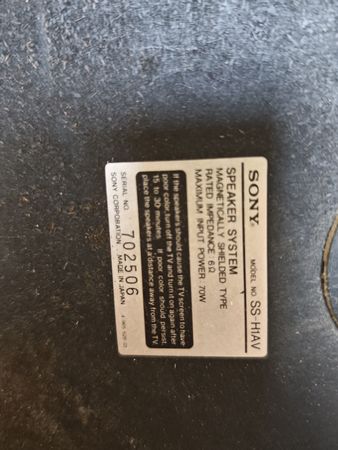 SONY MODEL NO. SS-H1AV
SPEAKER SYSTEM
MAGNETICALLY SHIELDED TYPE
RATED IMPEDANCE 6Ω
MAXIMUM INPUT POWER 70W
If the speakers should cause the TV screen to have
poor color, turn off the TV and turn it on again after
15 to 30 minutes. If poor color should persist,
place the speakers at a distance away from the TV.
SERIAL NO. 702506
SONY CORPORATION MADE IN JAPAN